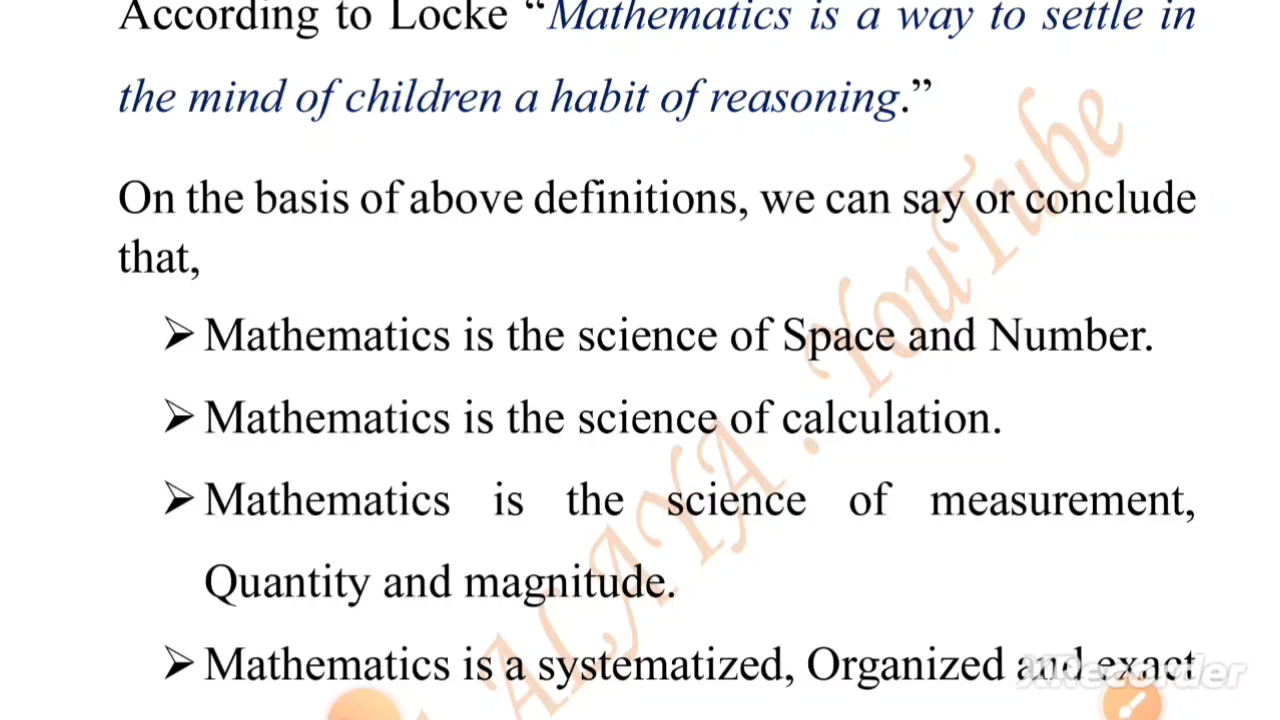 According to Locke “Mathematics is a way to settle in
the mind of children a habit of reasoning.”
On the basis of above definitions, we can say or conclude
that,
➢ Mathematics is the science of Space and Number.
➢ Mathematics is the science of calculation.
➢ Mathematics is the science of measurement,
Quantity and magnitude.
➢ Mathematics is a systematized, Organized and exact
ALAYA . YouTube
XRecorder